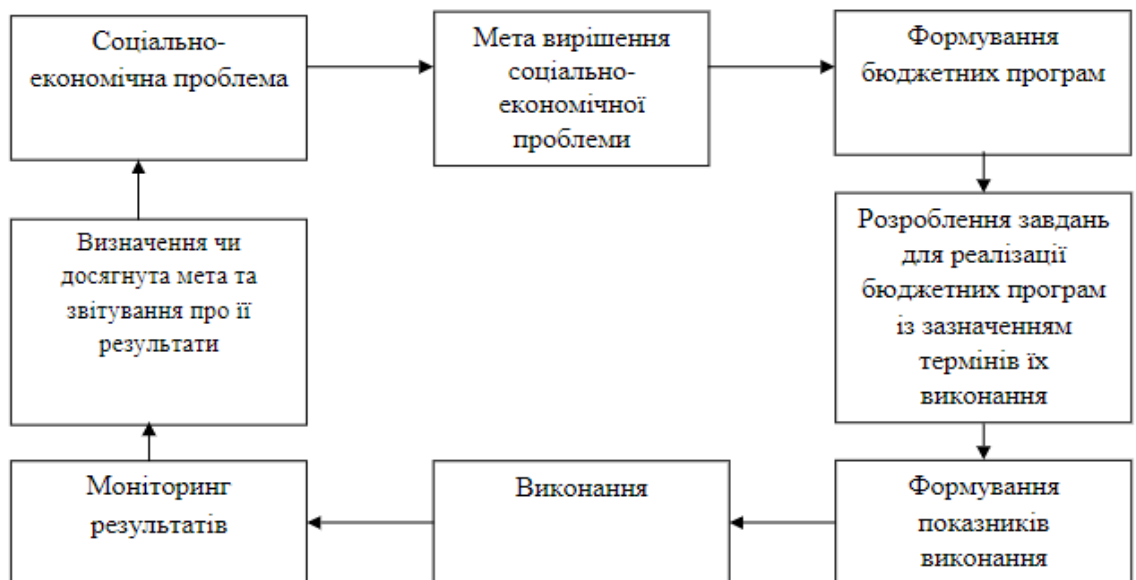 Соціально-
економічна проблема
Мета вирішення
соціально-
економічної
проблеми
Формування
бюджетних програм
Розроблення завдань
для реалізації
бюджетних програм
із зазначенням
термінів їх
виконання
Формування
показників
виконання
Виконання
Моніторинг
результатів
Визначення чи
досягнута мета та
звітування про її
результати